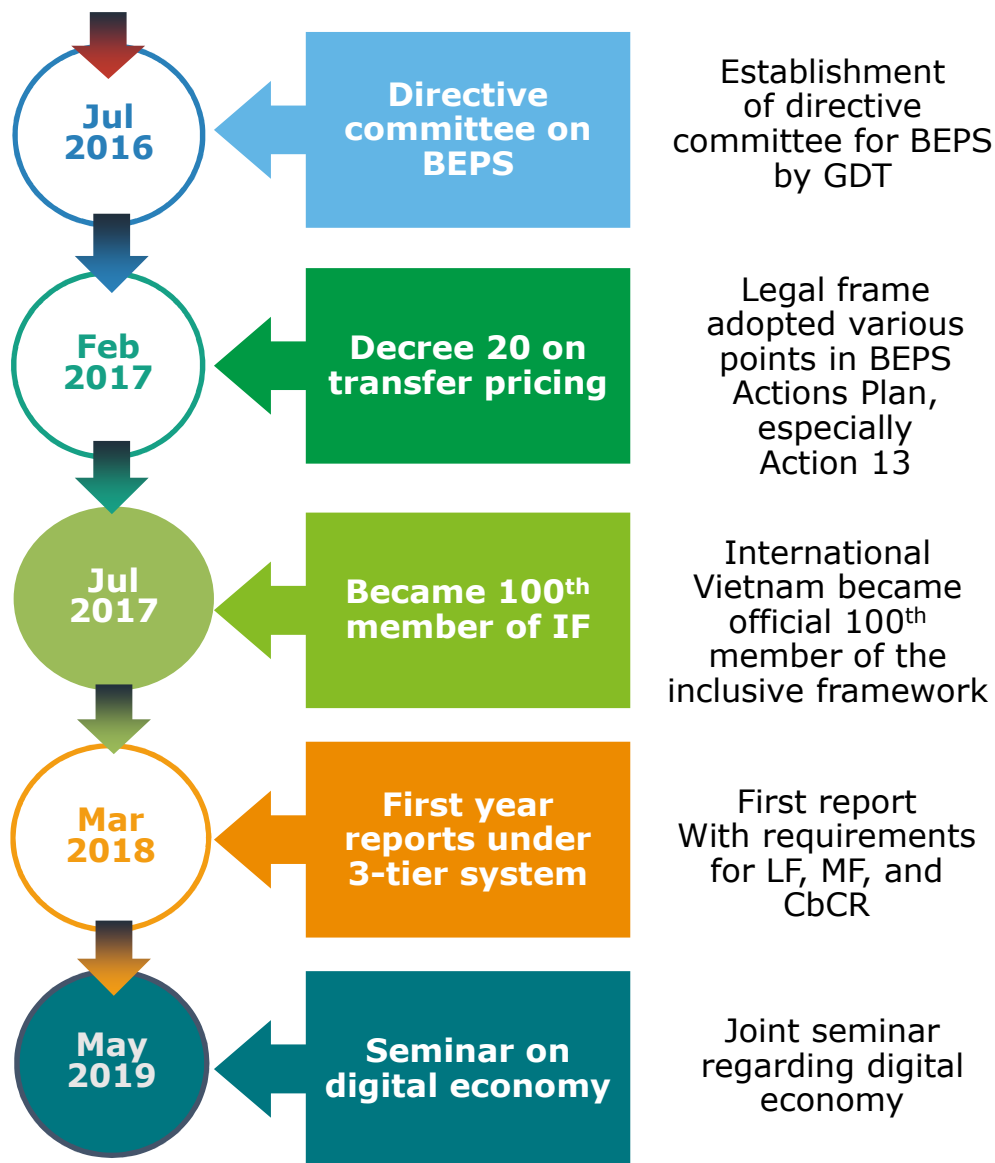 Jul
2016
Directive
committee on
BEPS
Establishment
of directive
committee for BEPS
by GDT
Feb
2017
Decree 20 on
transfer pricing
Legal frame
adopted various
points in BEPS
Actions Plan,
especially
Action 13
Jul
2017
Became 100th
member of IF
International
Vietnam became
official 100th
member of the
inclusive framework
Mar
2018
First year
reports under
3-tier system
First report
With requirements
for LF, MF, and
CbCR
May
2019
Seminar on
digital economy
Joint seminar
regarding digital
economy